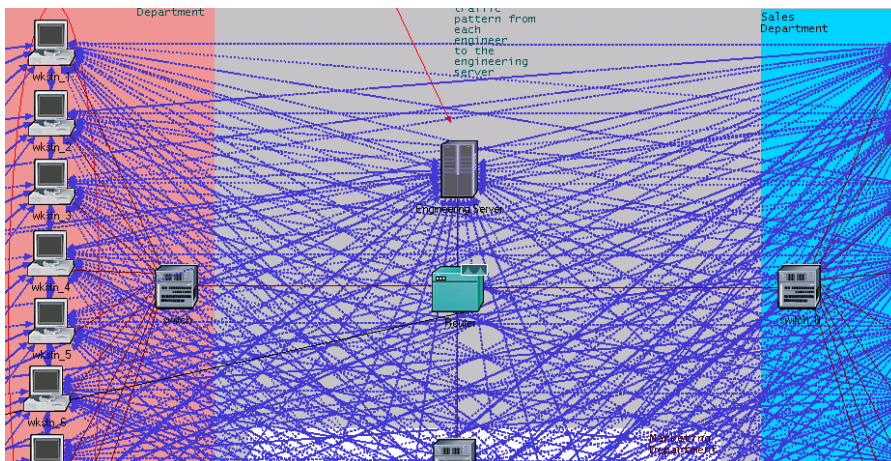 Department
traffic
pattern from
each
engineer
to the
engineering
server
Sales
Department
wkstn_1
wkstn_2
Engineering Server
wkstn_3
wkstn_4
switch
Router
switch_0
wkstn_5
wkstn_6
Marketing
Department